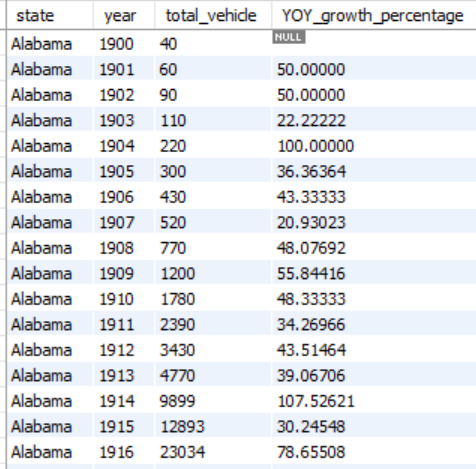 state year total_vehicle YOY_growth_percentage
Alabama 1900 40 NULL
Alabama 1901 60 50.00000
Alabama 1902 90 50.00000
Alabama 1903 110 22.22222
Alabama 1904 220 100.00000
Alabama 1905 300 36.36364
Alabama 1906 430 43.33333
Alabama 1907 520 20.93023
Alabama 1908 770 48.07692
Alabama 1909 1200 55.84416
Alabama 1910 1780 48.33333
Alabama 1911 2390 34.26966
Alabama 1912 3430 43.51464
Alabama 1913 4770 39.06706
Alabama 1914 9899 107.52621
Alabama 1915 12893 30.24548
Alabama 1916 23034 78.65508